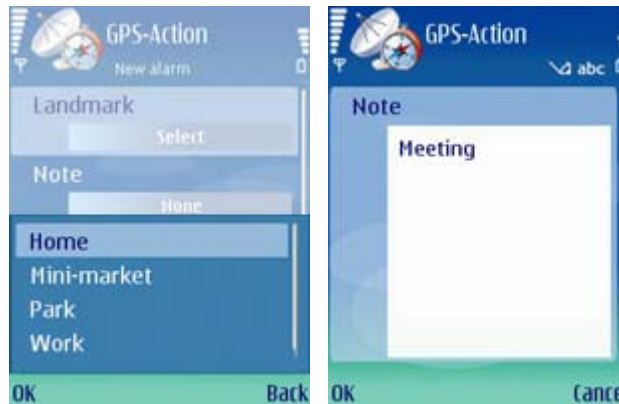 GPS-Action
New alarm
Landmark
Select
Note
None
Home
Mini-market
Park
Work
OK Back
GPS-Action
abc
Note
Meeting
OK Cance